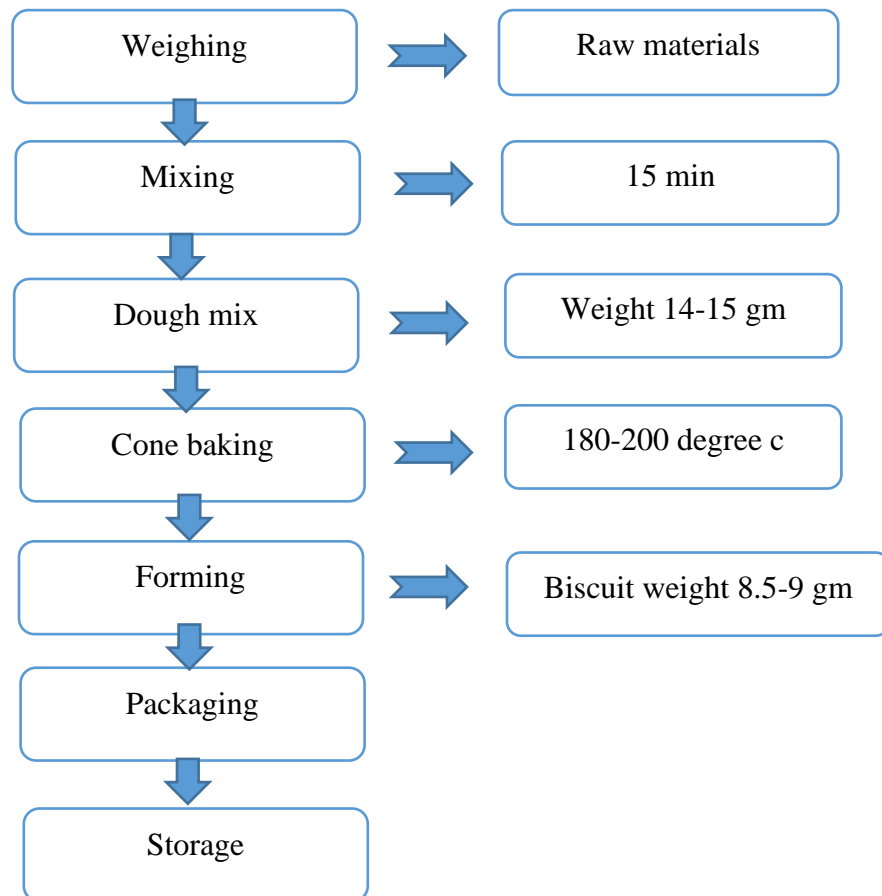 Weighing
Raw materials
Mixing
15 min
Dough mix
Weight 14-15 gm
Cone baking
180-200 degree c
Forming
Biscuit weight 8.5-9 gm
Packaging
Storage